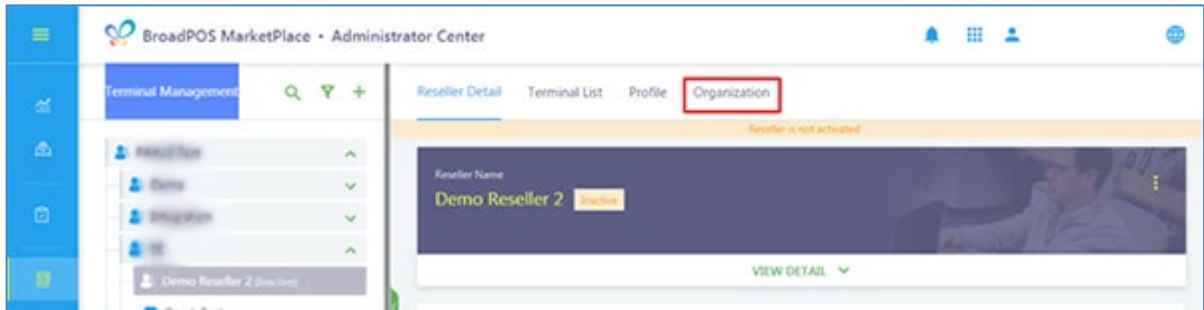 BroadPOS MarketPlace • Administrator Center
Terminal Management
Reseller Detail Terminal List Profile Organization
Reseller is not activated
Reseller Name
Demo Reseller 2 Inactive
Demo Reseller 2 (Inactive)
VIEW DETAIL